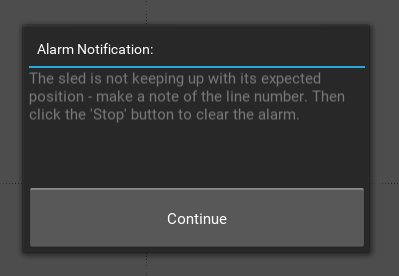 Alarm Notification:
The sled is not keeping up with its expected
position - make a note of the line number. Then
click the 'Stop' button to clear the alarm.
Continue